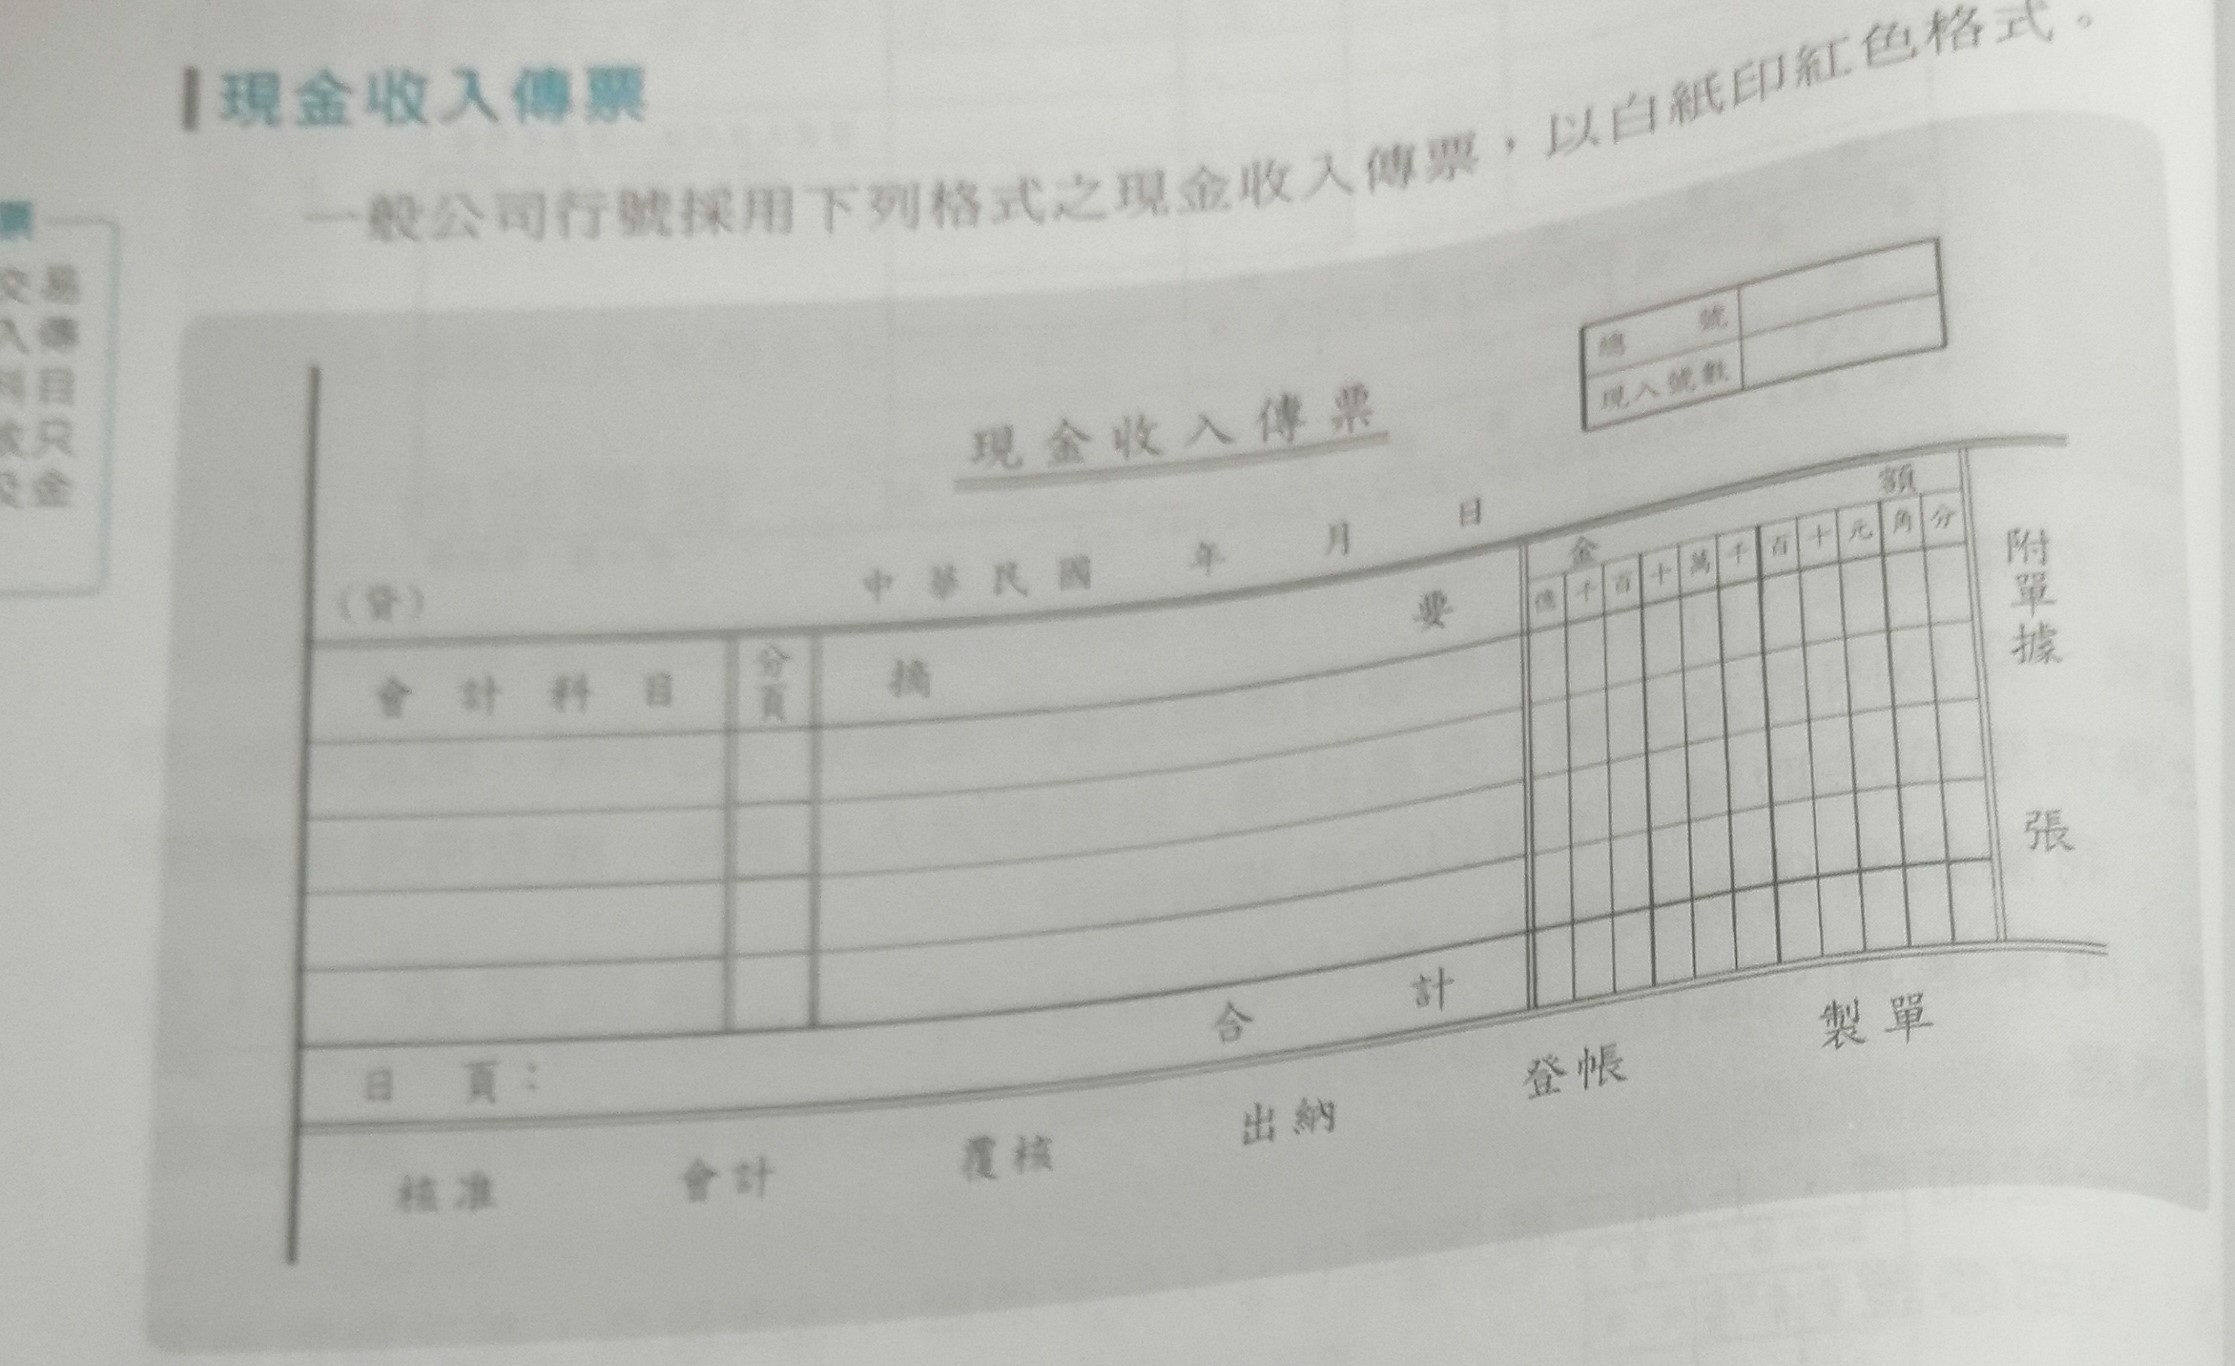 現金收入傳票
一般公司行號採用下列格式之現金收入傳票，以白紙印紅色格式。
票
交易
入傳
科目
故只
及金
總 號
現入號數
現金收入傳票
(貸) 中華民國 年 月 日
會計科目 分頁 摘 要 金 額
億 千 百 十 萬 千 百 十 元 角 分
附單據 張
日 頁： 合 計
核准 會計 覆核 出納 登帳 製單